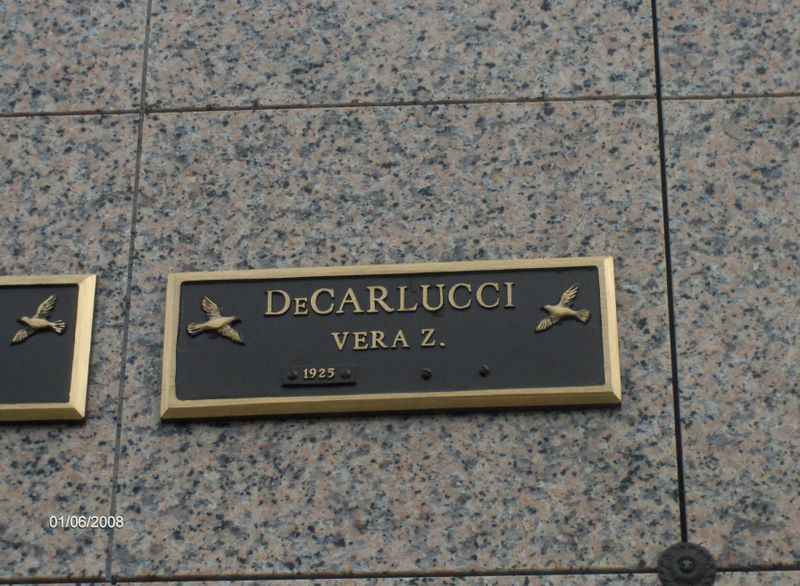 DeCARLUCCI
VERA Z.
1925
01/06/2008